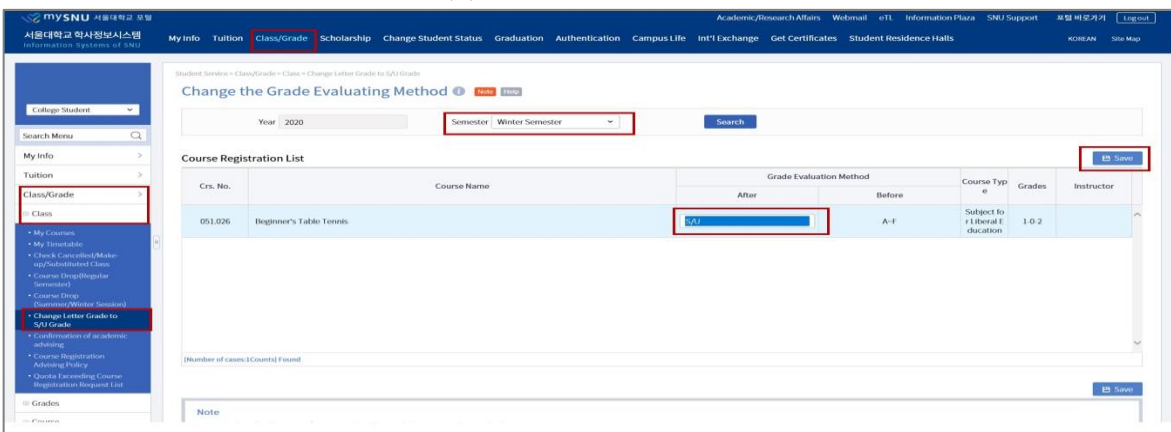 mySNU 서울대학교 포털
Academic/Research Affairs Webmail eTL Information Plaza SNU Support 포털 바로가기 Logout
서울대학교 학사정보시스템
Information Systems of SNU
My Info Tuition Class/Grade Scholarship Change Student Status Graduation Authentication Campus Life Int'l Exchange Get Certificates Student Residence Halls
KOREAN Site Map
Student Service > Class/Grade > Class > Change Letter Grade to S/U Grade
Change the Grade Evaluating Method Note Help
College Student
Year 2020 Semester Winter Semester Search
Search Menu
My Info
Tuition
Class/Grade
Class
• My Courses
• My Timetable
• Check Cancelled/Make-
up/Substituted Class
• Course Drop(Regular
Semester)
• Course Drop
(Summer/Winter Session)
• Change Letter Grade to
S/U Grade
• Confirmation of academic
advising
• Course Registration
Advising Policy
• Quota Exceeding Course
Registration Request List
Grades
Course
Course Registration List
Save
Crs. No. Course Name Grade Evaluation Method Course Typ
e Grades Instructor
After Before
051.026 Beginner's Table Tennis S/U A~F Subject fo
r Liberal E
ducation 1-0-2
[Number of cases:1Counts] Found
Save
Note